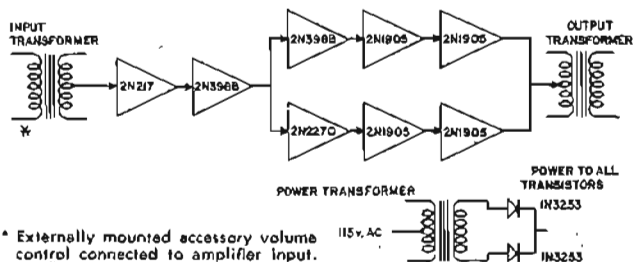 INPUT
TRANSFORMER
OUTPUT
TRANSFORMER
2N398B
2N1905
2N1905
2N217
2N398B
2N2270
2N1905
2N1905
POWER TRANSFORMER
POWER TO ALL
TRANSISTORS
1N3253
115 v. AC
1N3253
* Externally mounted accessory volume
control connected to amplifier input.